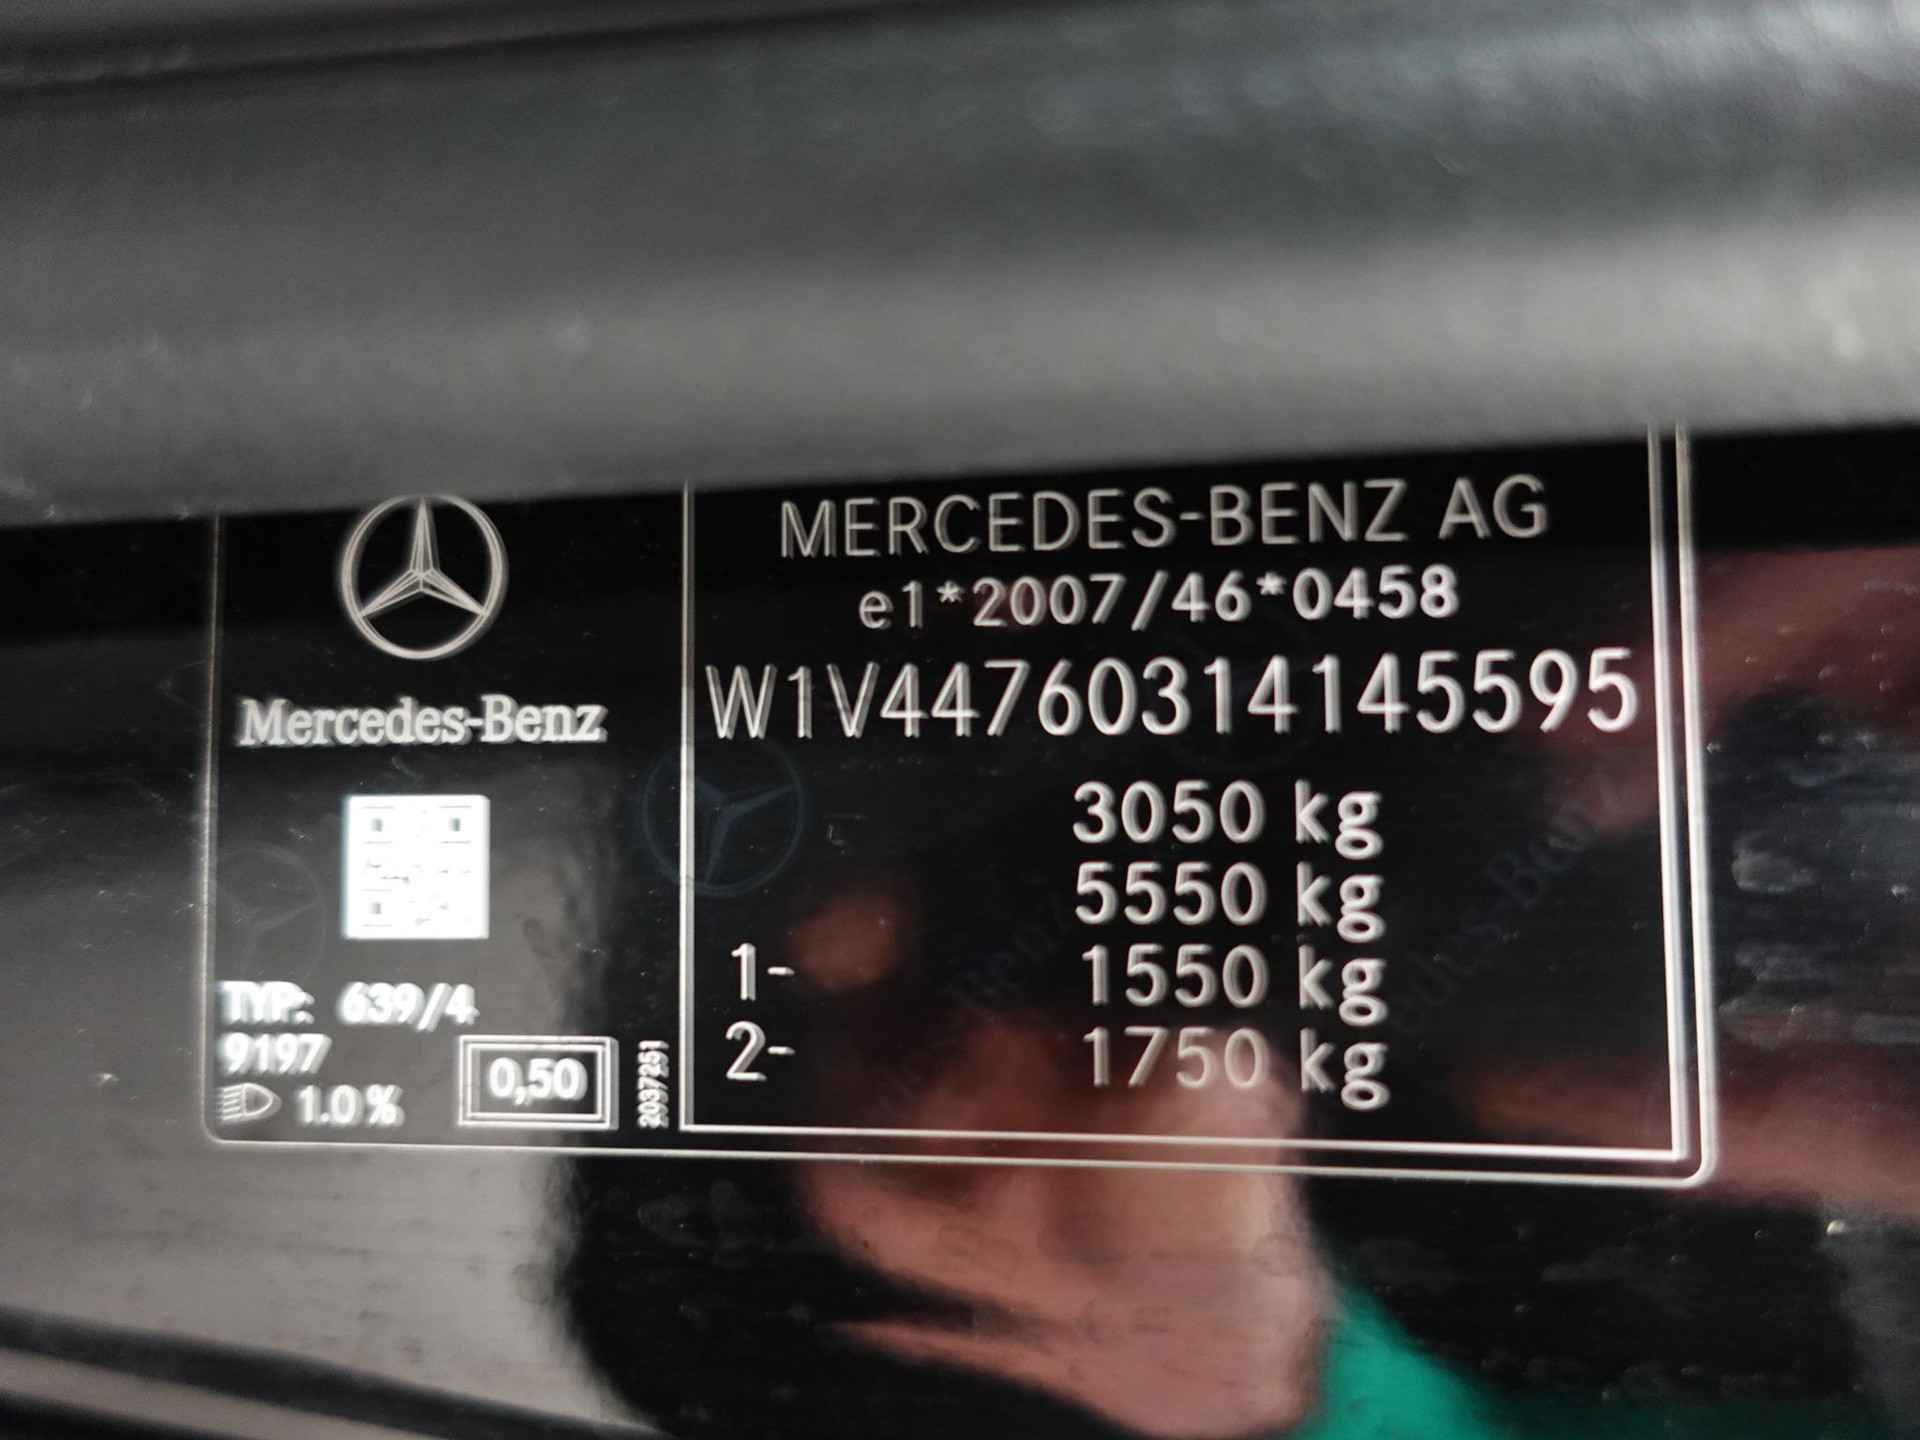 Mercedes-Benz
TYP: 639/4
9197
1.0%
0,50
2037251
MERCEDES-BENZ AG
e1*2007/46*0458
W1V44760314145595
3050 kg
5550 kg
1- 1550 kg
2- 1750 kg